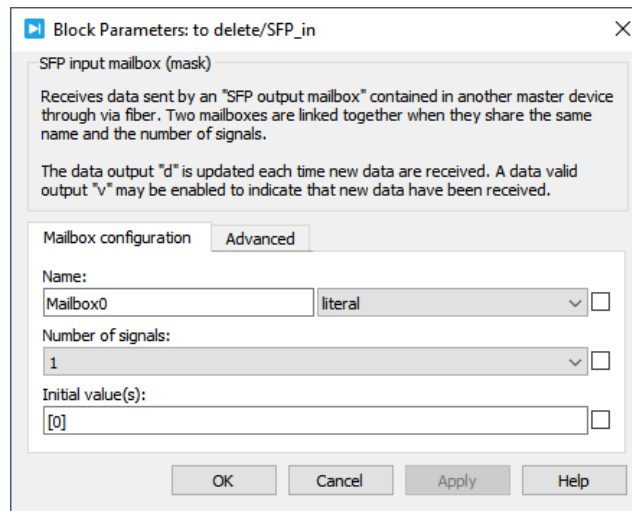 Block Parameters: to delete/SFP_in
SFP input mailbox (mask)
Receives data sent by an "SFP output mailbox" contained in another master device
through via fiber. Two mailboxes are linked together when they share the same
name and the number of signals.
The data output "d" is updated each time new data are received. A data valid
output "v" may be enabled to indicate that new data have been received.
Mailbox configuration Advanced
Name:
Mailbox0 literal
Number of signals:
1
Initial value(s):
[0]
OK Cancel Apply Help